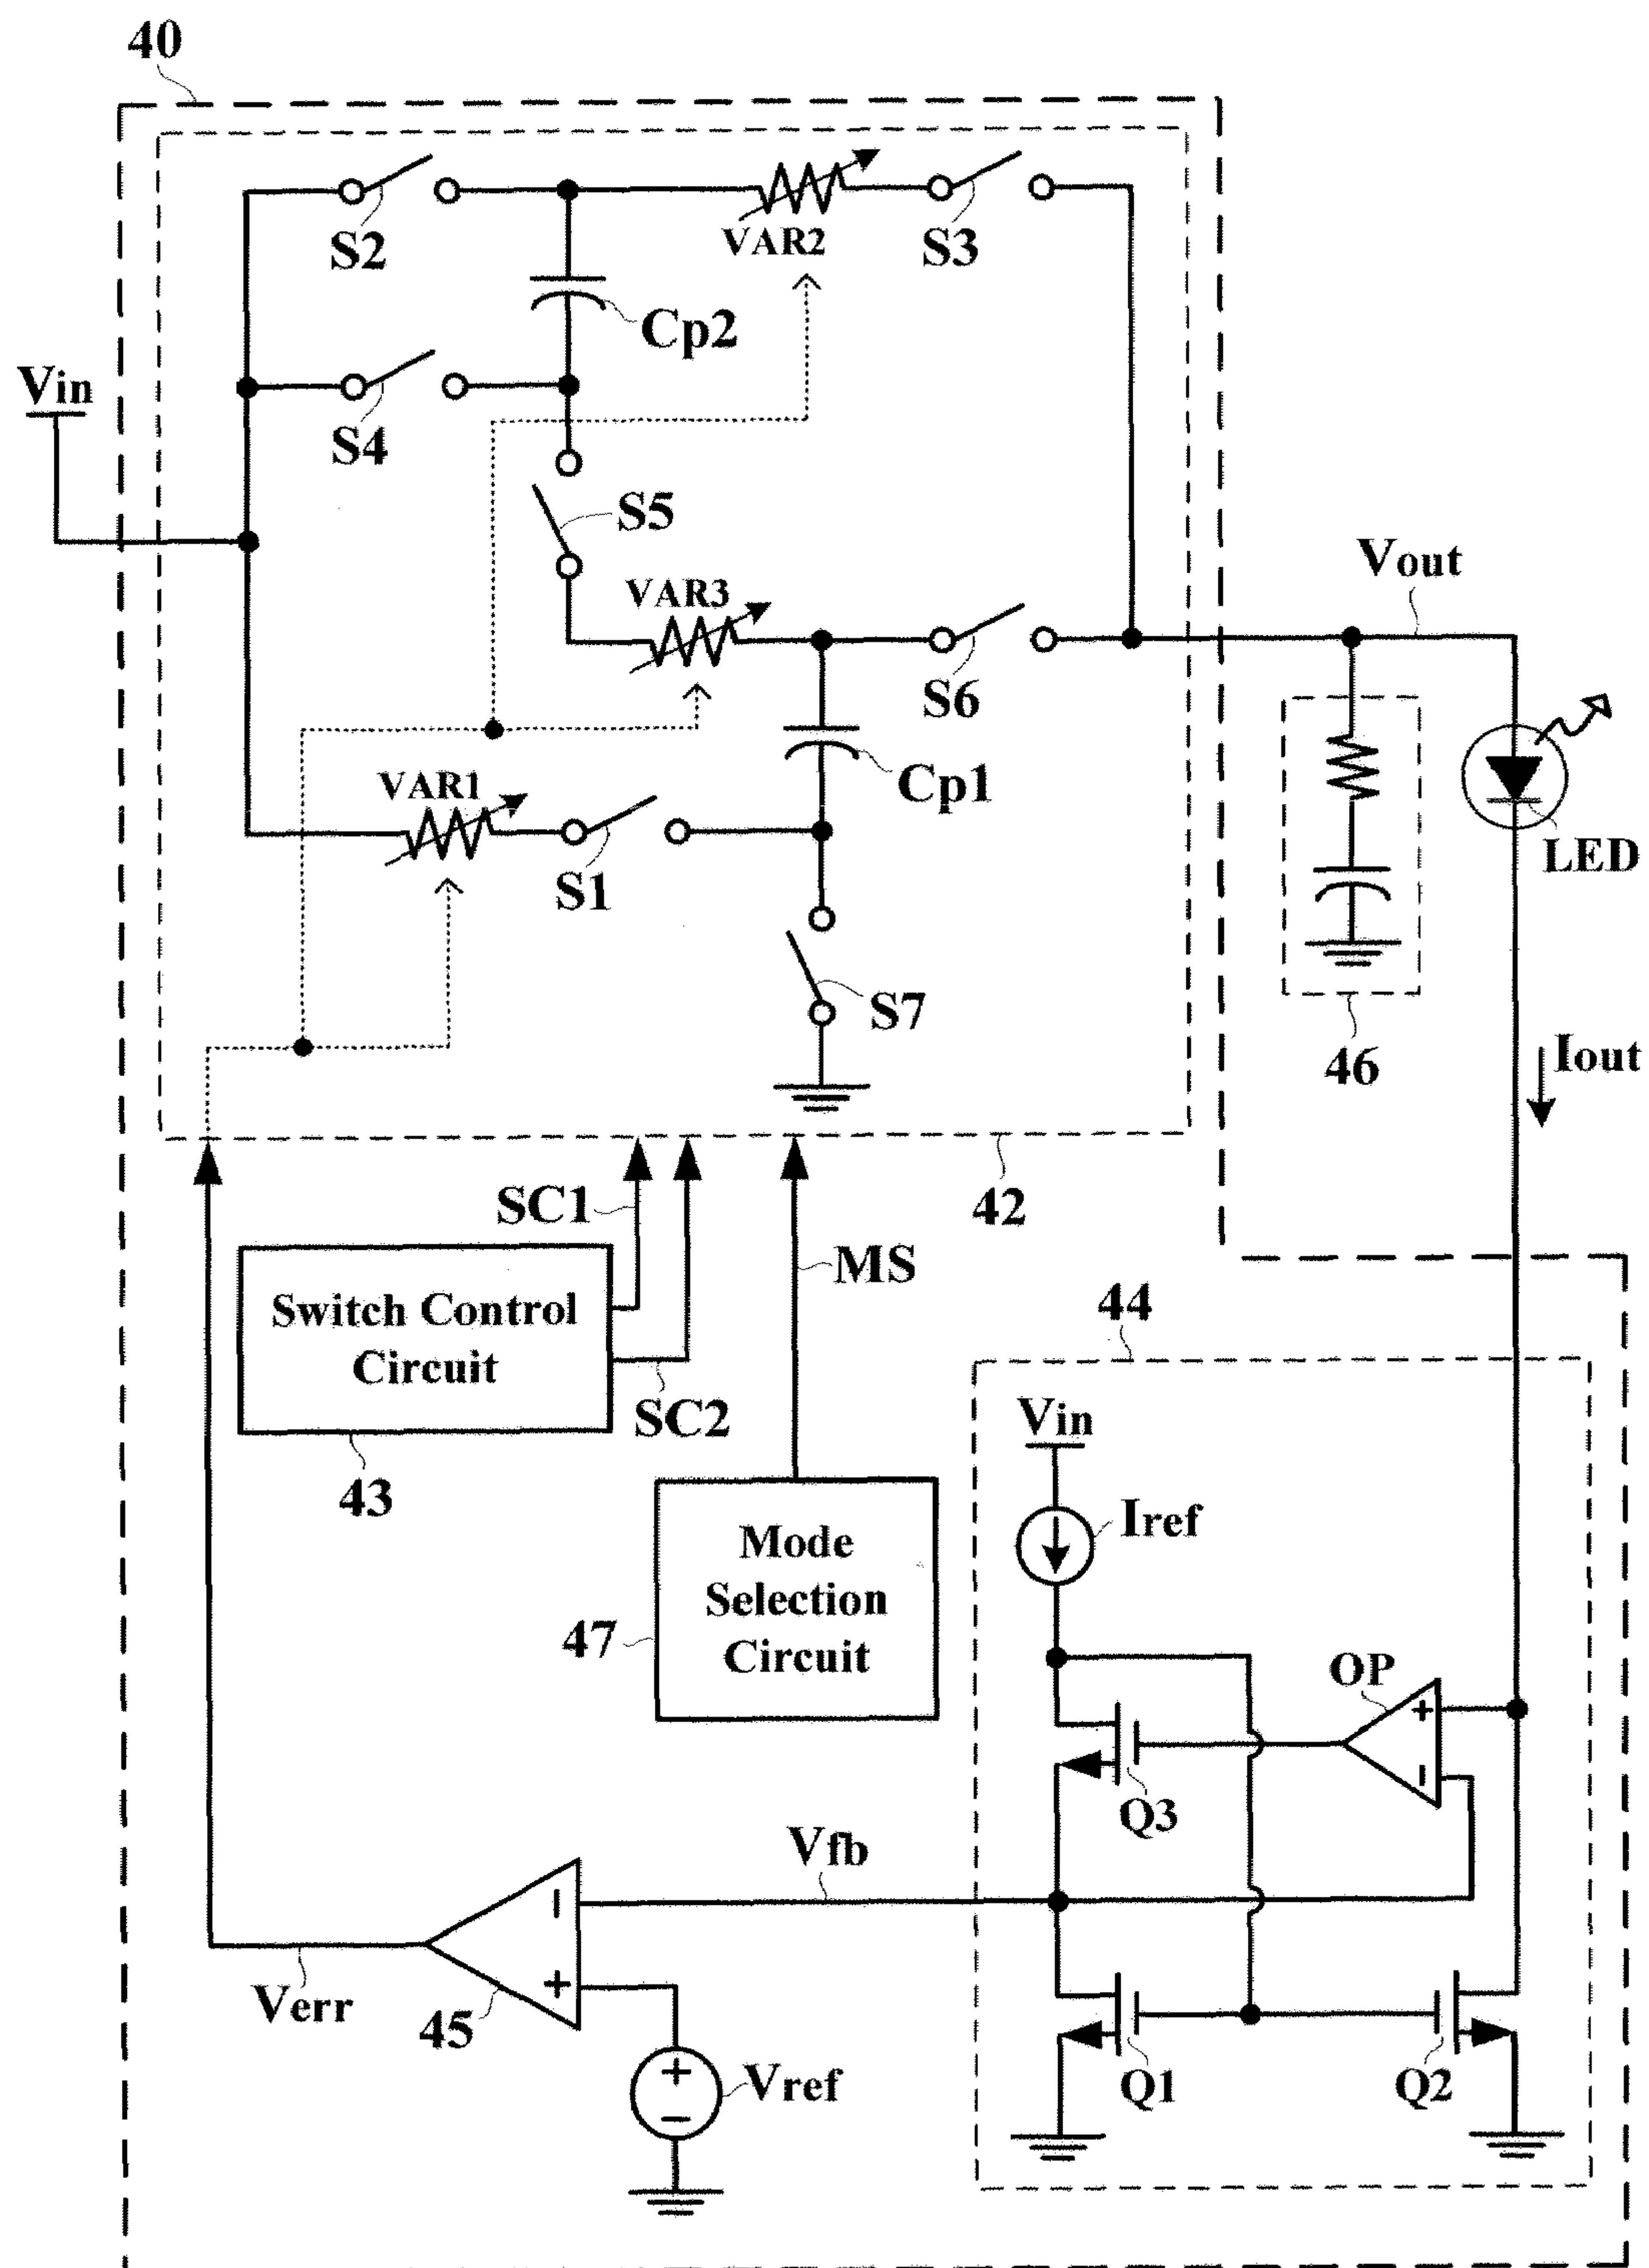 40
S2
VAR2
S3
Cp2
Vin
S4
S5
VAR3
Vout
S6
VAR1
Cp1
LED
S1
S7
46
Iout
SC1
42
MS
Switch Control
Circuit
44
SC2
Vin
43
Iref
Mode
Selection
Circuit
47
OP
+
-
Q3
Vfb
-
+
Verr
45
+
-
Vref
Q1
Q2